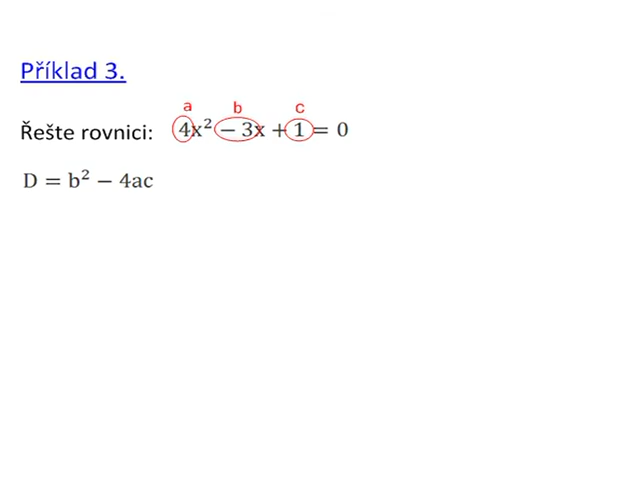 Příklad 3.
a b c
Řešte rovnici: 4x² − 3x + 1 = 0
D = b² − 4ac